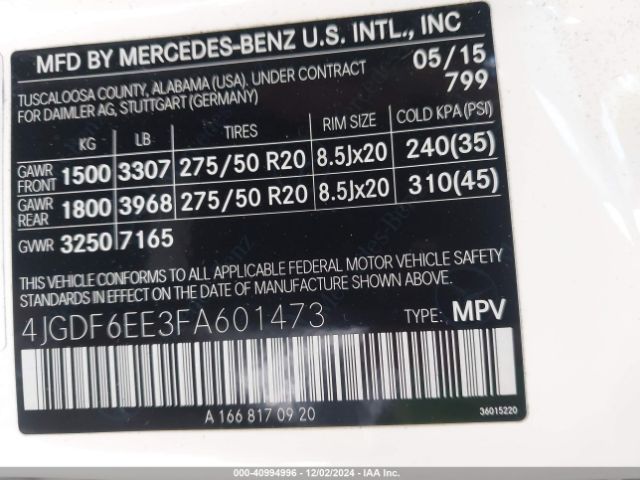 MFD BY MERCEDES-BENZ U.S. INTL., INC
TUSCALOOSA COUNTY, ALABAMA (USA). UNDER CONTRACT
FOR DAIMLER AG, STUTTGART (GERMANY)
05/15
799
KG LB TIRES RIM SIZE COLD KPA(PSI)
GAWR FRONT 1500 3307 275/50 R20 8.5Jx20 240(35)
GAWR REAR 1800 3968 275/50 R20 8.5Jx20 310(45)
GVWR 3250 7165
THIS VEHICLE CONFORMS TO ALL APPLICABLE FEDERAL MOTOR VEHICLE SAFETY
STANDARDS IN EFFECT ON THE DATE OF MANUFACTURE SHOWN ABOVE
4JGDF6EE3FA601473 TYPE: MPV
A 166 817 09 20
36015220
000-40994996 - 12/02/2024 - IAA Inc.